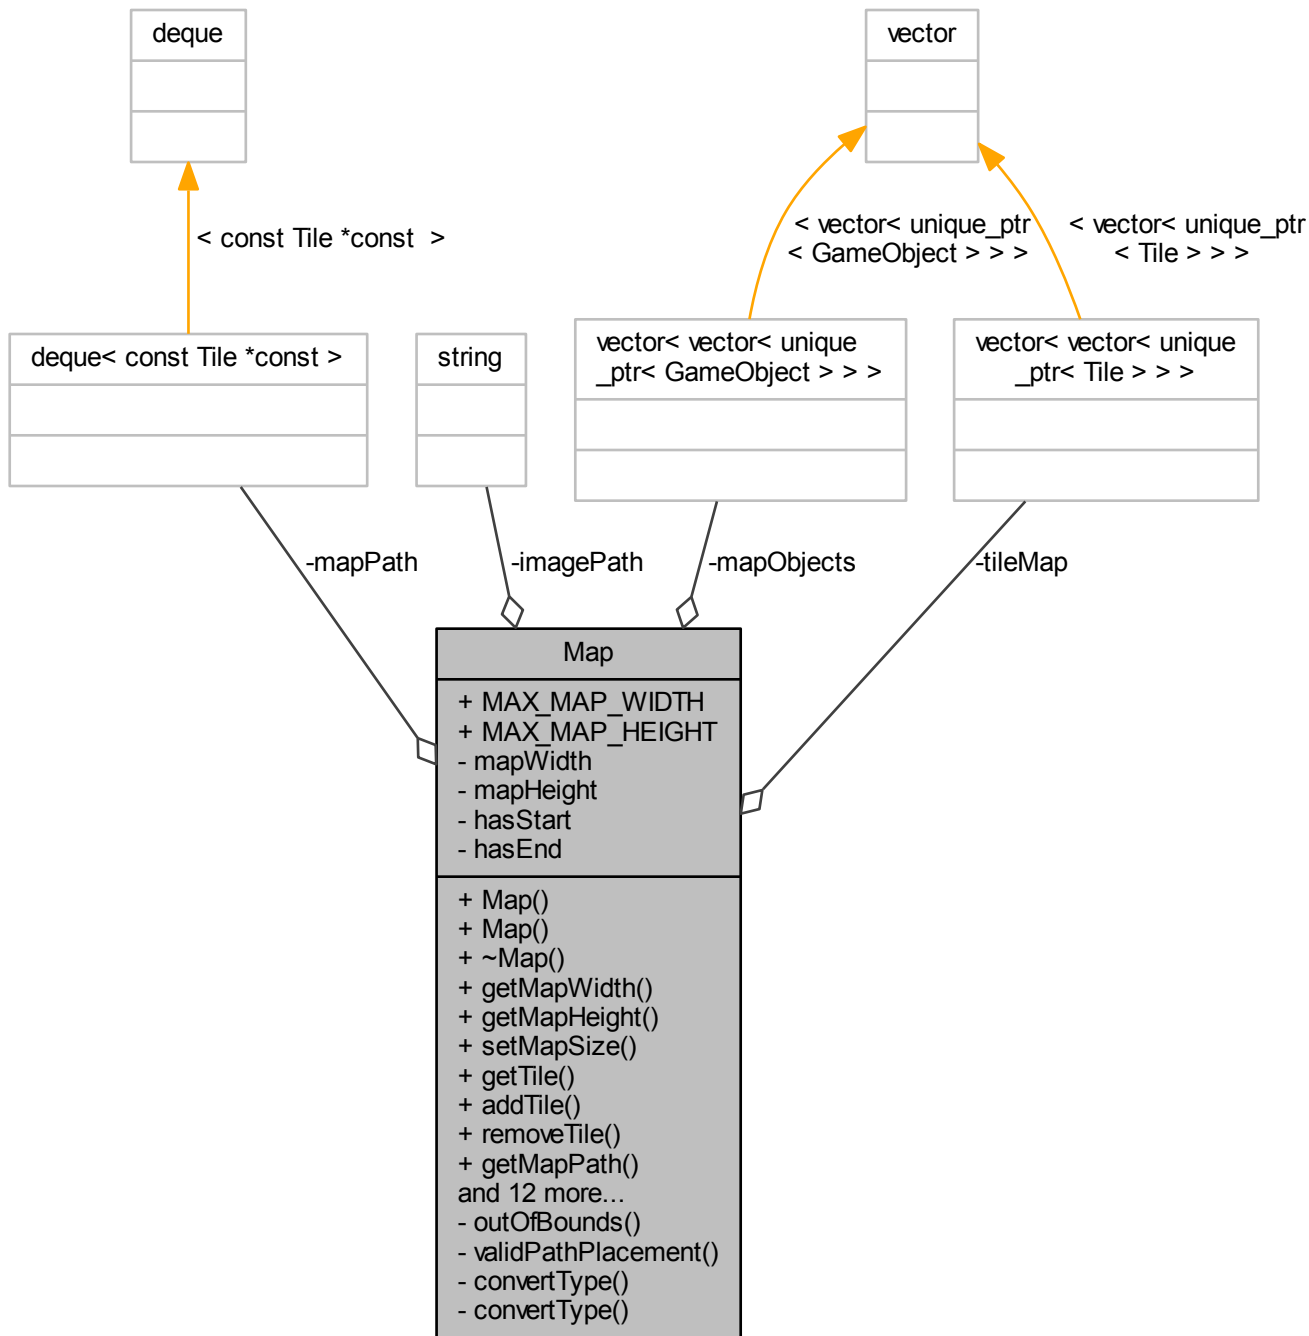 deque
vector
< const Tile *const  >
< vector< unique_ptr
< GameObject > > >
< vector< unique_ptr
< Tile > > >
deque< const Tile *const >
string
vector< vector< unique
_ptr< GameObject > > >
vector< vector< unique
_ptr< Tile > > >
-mapPath
-imagePath
-mapObjects
-tileMap
Map
+ MAX_MAP_WIDTH
+ MAX_MAP_HEIGHT
- mapWidth
- mapHeight
- hasStart
- hasEnd
+ Map()
+ Map()
+ ~Map()
+ getMapWidth()
+ getMapHeight()
+ setMapSize()
+ getTile()
+ addTile()
+ removeTile()
+ getMapPath()
and 12 more...
- outOfBounds()
- validPathPlacement()
- convertType()
- convertType()